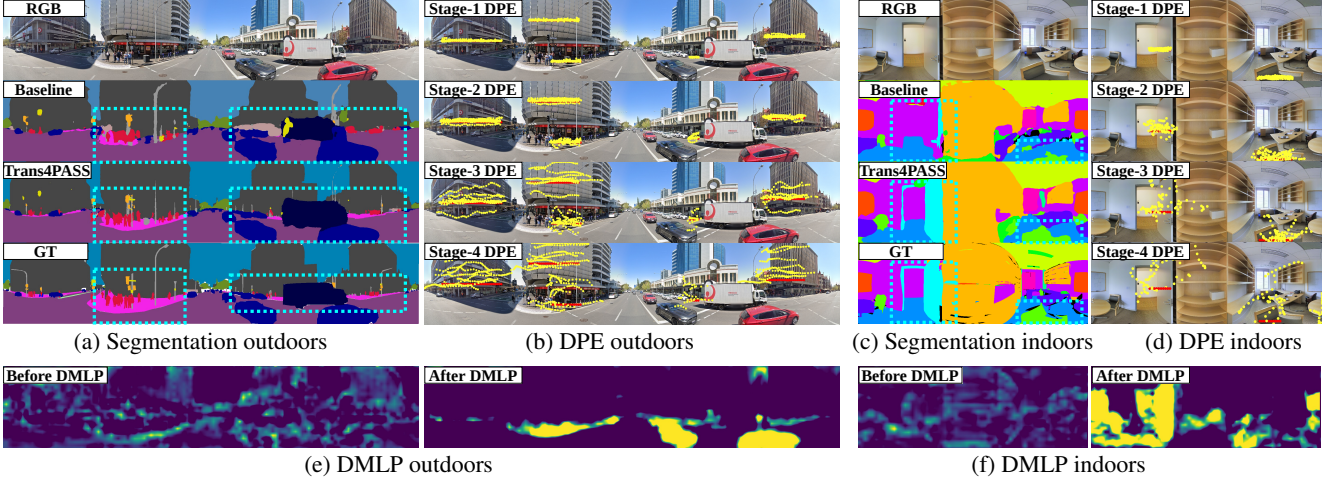 RGB
Baseline
Trans4PASS
GT
(a) Segmentation outdoors
Stage-1 DPE
Stage-2 DPE
Stage-3 DPE
Stage-4 DPE
(b) DPE outdoors
RGB
Baseline
Trans4PASS
GT
(c) Segmentation indoors
Stage-1 DPE
Stage-2 DPE
Stage-3 DPE
Stage-4 DPE
(d) DPE indoors
Before DMLP
After DMLP
(e) DMLP outdoors
Before DMLP
After DMLP
(f) DMLP indoors